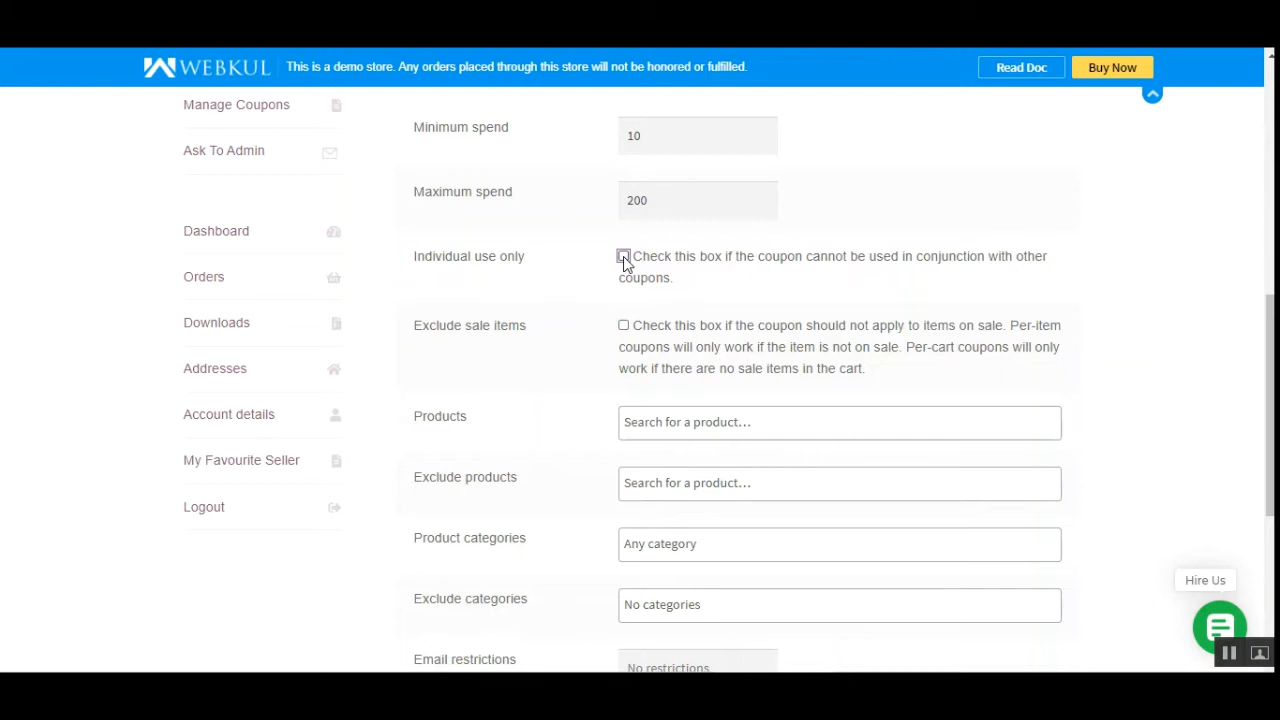 WEBKUL
This is a demo store. Any orders placed through this store will not be honored or fulfilled.
Read Doc
Buy Now
Manage Coupons
Ask To Admin
Dashboard
Orders
Downloads
Addresses
Account details
My Favourite Seller
Logout
Minimum spend
10
Maximum spend
200
Individual use only
Check this box if the coupon cannot be used in conjunction with other
coupons.
Exclude sale items
Check this box if the coupon should not apply to items on sale. Per-item
coupons will only work if the item is not on sale. Per-cart coupons will only
work if there are no sale items in the cart.
Products
Search for a product...
Exclude products
Search for a product...
Product categories
Any category
Exclude categories
No categories
Email restrictions
No restrictions
Hire Us